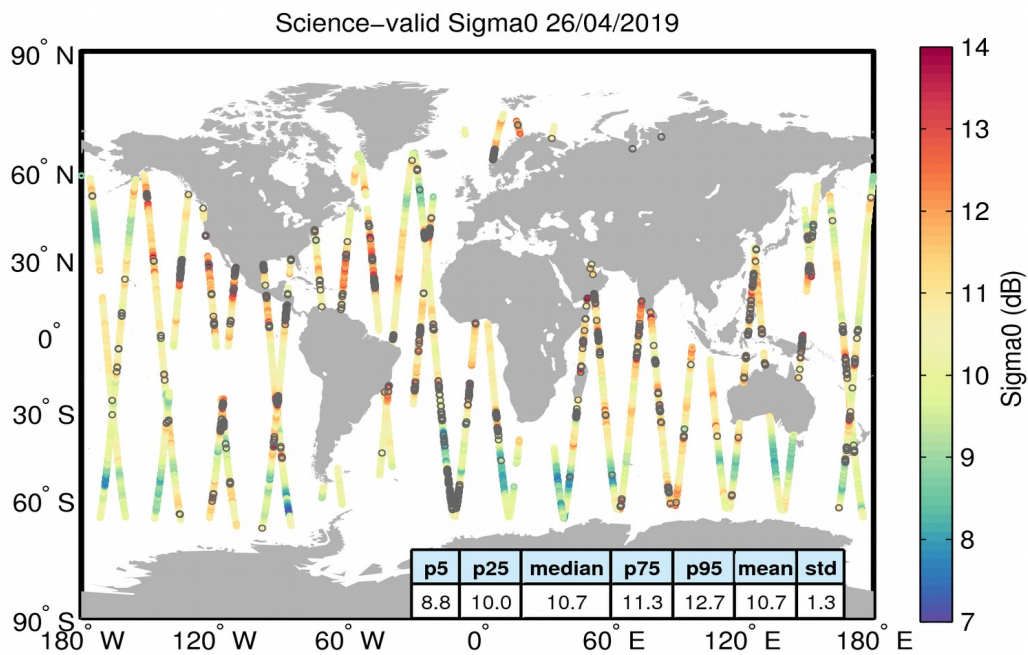 Science−valid Sigma0 26/04/2019
90° N
60° N
30° N
0°
30° S
60° S
90° S
180° W
120° W
60° W
0°
60° E
120° E
180° E
p5 p25 median p75 p95 mean std
8.8 10.0 10.7 11.3 12.7 10.7 1.3
14
13
12
11
10
9
8
7
Sigma0 (dB)